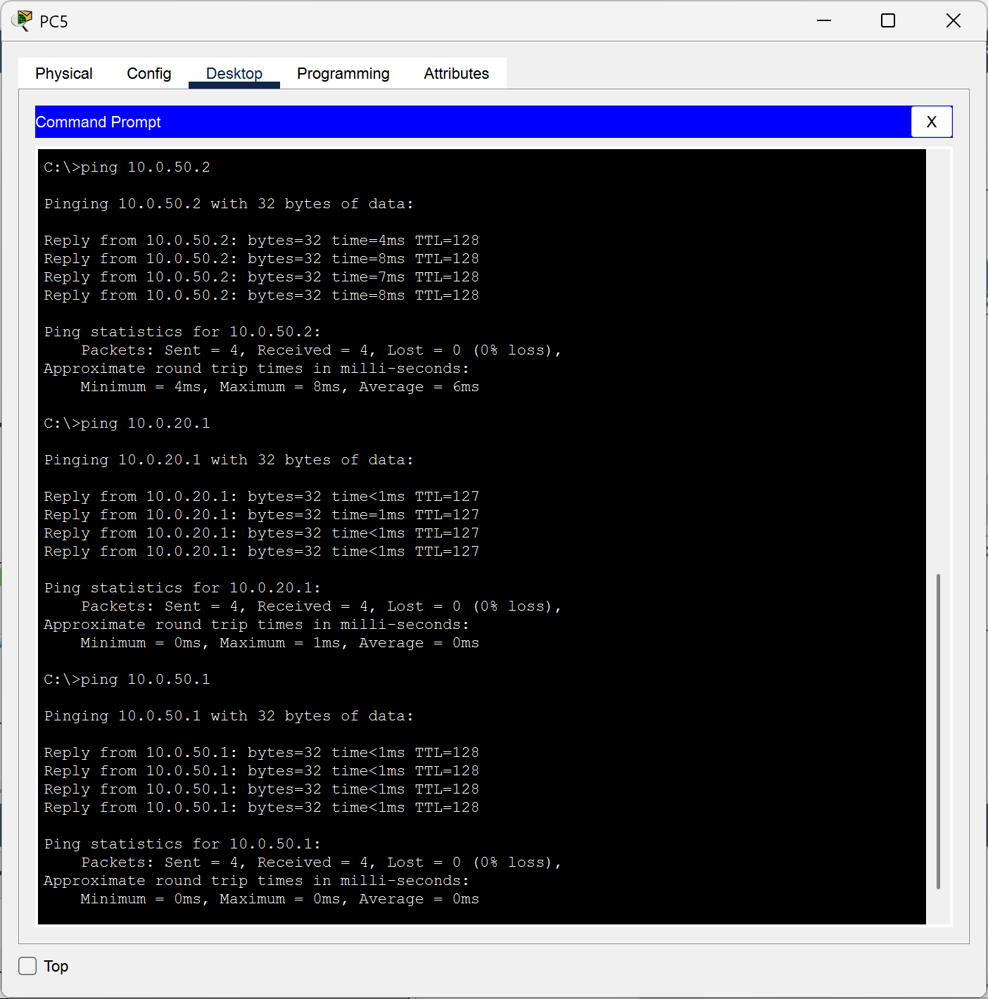 PC5
Physical Config Desktop Programming Attributes
Command Prompt X
C:\>ping 10.0.50.2
Pinging 10.0.50.2 with 32 bytes of data:
Reply from 10.0.50.2: bytes=32 time=4ms TTL=128
Reply from 10.0.50.2: bytes=32 time=8ms TTL=128
Reply from 10.0.50.2: bytes=32 time=7ms TTL=128
Reply from 10.0.50.2: bytes=32 time=8ms TTL=128
Ping statistics for 10.0.50.2:
    Packets: Sent = 4, Received = 4, Lost = 0 (0% loss),
Approximate round trip times in milli-seconds:
    Minimum = 4ms, Maximum = 8ms, Average = 6ms
C:\>ping 10.0.20.1
Pinging 10.0.20.1 with 32 bytes of data:
Reply from 10.0.20.1: bytes=32 time<1ms TTL=127
Reply from 10.0.20.1: bytes=32 time=1ms TTL=127
Reply from 10.0.20.1: bytes=32 time<1ms TTL=127
Reply from 10.0.20.1: bytes=32 time<1ms TTL=127
Ping statistics for 10.0.20.1:
    Packets: Sent = 4, Received = 4, Lost = 0 (0% loss),
Approximate round trip times in milli-seconds:
    Minimum = 0ms, Maximum = 1ms, Average = 0ms
C:\>ping 10.0.50.1
Pinging 10.0.50.1 with 32 bytes of data:
Reply from 10.0.50.1: bytes=32 time<1ms TTL=128
Reply from 10.0.50.1: bytes=32 time<1ms TTL=128
Reply from 10.0.50.1: bytes=32 time<1ms TTL=128
Reply from 10.0.50.1: bytes=32 time<1ms TTL=128
Ping statistics for 10.0.50.1:
    Packets: Sent = 4, Received = 4, Lost = 0 (0% loss),
Approximate round trip times in milli-seconds:
    Minimum = 0ms, Maximum = 0ms, Average = 0ms
Top